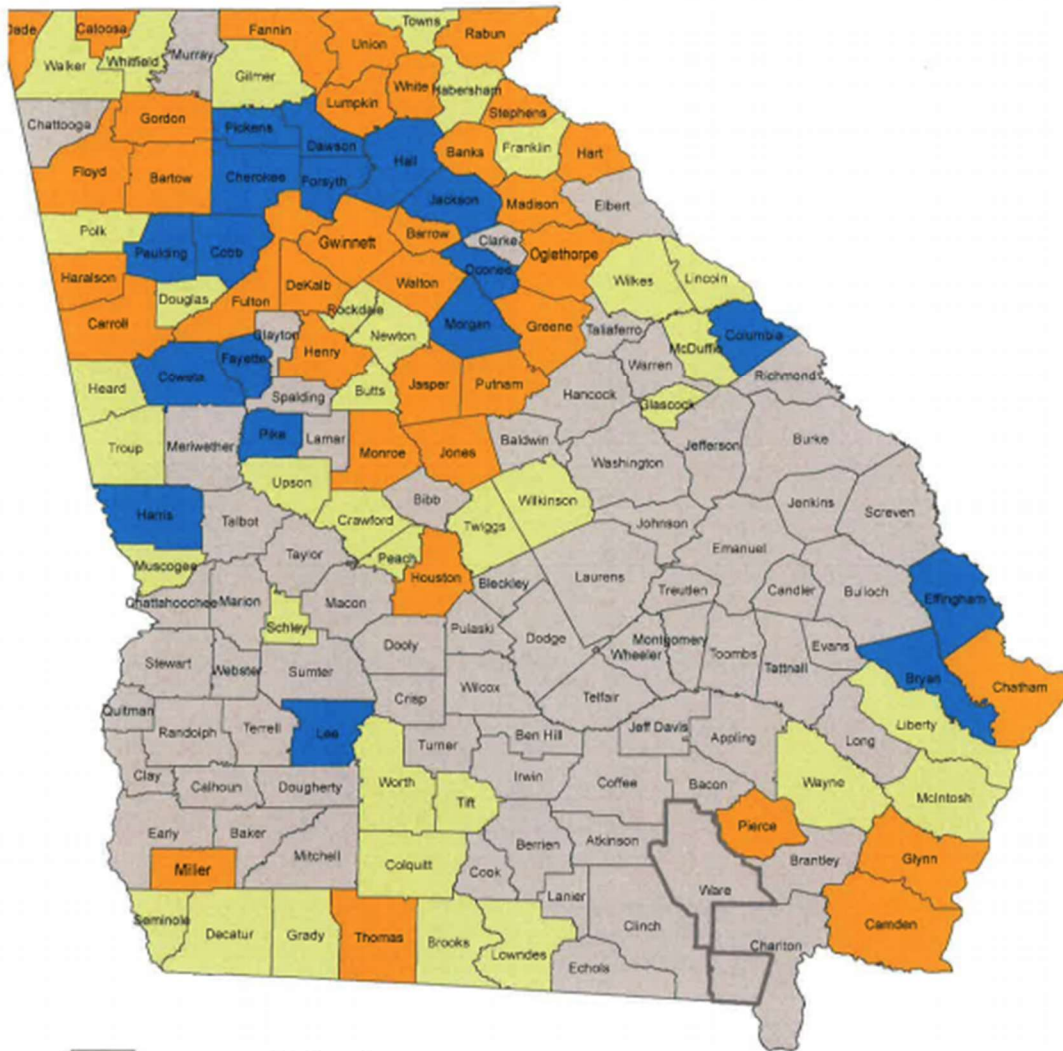 Dade
Catoosa
Fannin
Towns
Rabun
Union
Walker
Whitfield
Murray
Gilmer
White
Habersham
Lumpkin
Stephens
Chattooga
Gordon
Pickens
Dawson
Hall
Banks
Franklin
Hart
Floyd
Bartow
Cherokee
Forsyth
Jackson
Madison
Elbert
Polk
Paulding
Cobb
Gwinnett
Barrow
Clarke
Oglethorpe
Oconee
Haralson
Douglas
Fulton
DeKalb
Walton
Wilkes
Lincoln
Rockdale
Carroll
Clayton
Henry
Newton
Morgan
Greene
Taliaferro
McDuffie
Columbia
Warren
Richmond
Fayette
Coweta
Heard
Spalding
Butts
Jasper
Putnam
Hancock
Glascock
Troup
Meriwether
Pike
Lamar
Monroe
Jones
Baldwin
Washington
Jefferson
Burke
Upson
Bibb
Wilkinson
Jenkins
Screven
Harris
Talbot
Crawford
Twiggs
Johnson
Emanuel
Taylor
Peach
Muscogee
Houston
Bleckley
Laurens
Treutlen
Candler
Bulloch
Effingham
Chattahoochee
Marion
Macon
Schley
Pulaski
Dodge
Montgomery
Wheeler
Toombs
Evans
Tattnall
Dooly
Stewart
Webster
Sumter
Bryan
Chatham
Crisp
Wilcox
Telfair
Liberty
Quitman
Randolph
Terrell
Lee
Turner
Ben Hill
Jeff Davis
Appling
Long
Clay
Calhoun
Dougherty
Worth
Tift
Irwin
Coffee
Bacon
Wayne
McIntosh
Early
Baker
Mitchell
Pierce
Berrien
Atkinson
Miller
Colquitt
Cook
Brantley
Glynn
Lanier
Ware
Seminole
Decatur
Grady
Thomas
Brooks
Lowndes
Clinch
Camden
Charlton
Echols